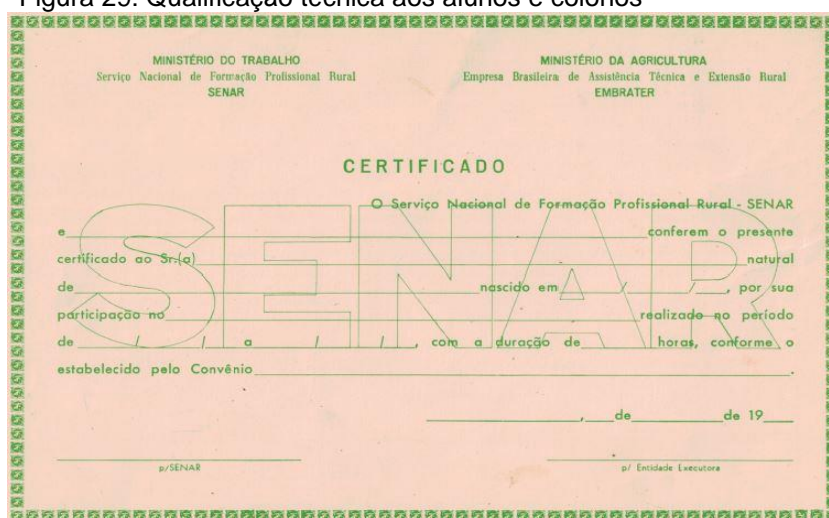 Figura 29: Qualificação técnica aos alunos e colonos
MINISTÉRIO DO TRABALHO
Serviço Nacional de Formação Profissional Rural
SENAR
MINISTÉRIO DA AGRICULTURA
Empresa Brasileira de Assistência Técnica e Extensão Rural
EMBRATER
CERTIFICADO
SENAR
O Serviço Nacional de Formação Profissional Rural - SENAR
e conferem o presente
certificado ao Sr.(a) natural
de nascido em / / , por sua
participação no realizado no período
de / / a / / , com a duração de horas, conforme o
estabelecido pelo Convênio .
, de de 19
p/SENAR
p/ Entidade Executora